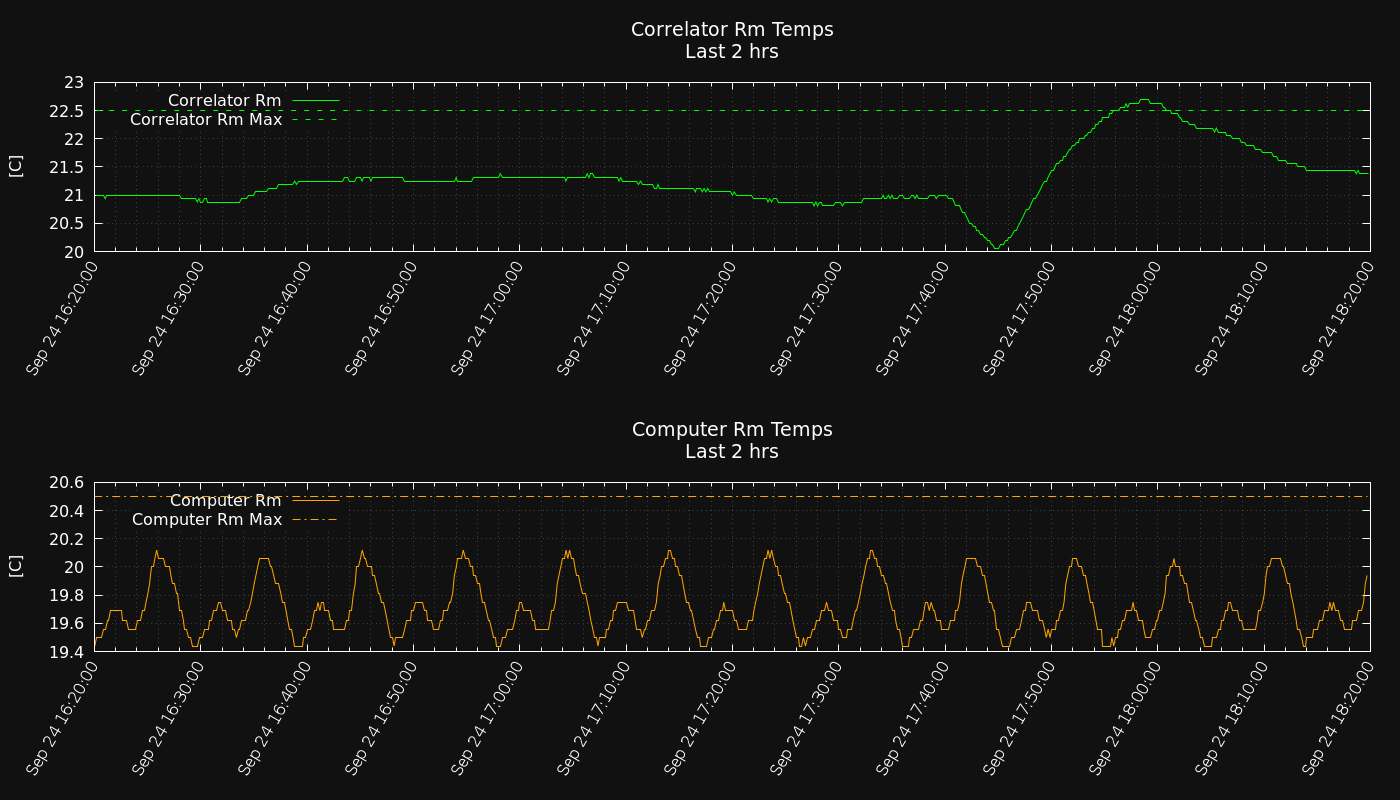 Correlator Rm Temps
Last 2 hrs
[C]
23
22.5
22
21.5
21
20.5
20
Correlator Rm
Correlator Rm Max
Sep 24 16:20:00
Sep 24 16:30:00
Sep 24 16:40:00
Sep 24 16:50:00
Sep 24 17:00:00
Sep 24 17:10:00
Sep 24 17:20:00
Sep 24 17:30:00
Sep 24 17:40:00
Sep 24 17:50:00
Sep 24 18:00:00
Sep 24 18:10:00
Sep 24 18:20:00
Computer Rm Temps
Last 2 hrs
[C]
20.6
20.4
20.2
20
19.8
19.6
19.4
Computer Rm
Computer Rm Max
Sep 24 16:20:00
Sep 24 16:30:00
Sep 24 16:40:00
Sep 24 16:50:00
Sep 24 17:00:00
Sep 24 17:10:00
Sep 24 17:20:00
Sep 24 17:30:00
Sep 24 17:40:00
Sep 24 17:50:00
Sep 24 18:00:00
Sep 24 18:10:00
Sep 24 18:20:00